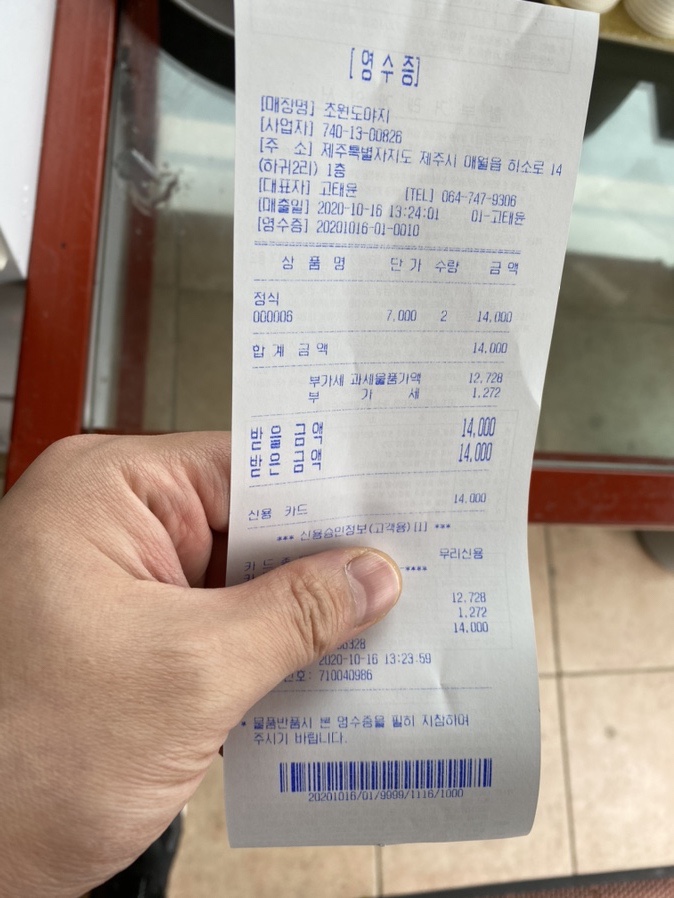 [영수증]
[매장명] 초원도야지
[사업자] 740-13-00826
[주 소] 제주특별자치도 제주시 애월읍 하소로 14
(하귀2리) 1층
[대표자] 고태윤 [TEL] 064-747-9306
[매출일] 2020-10-16 13:24:01 01-고태윤
[영수증] 20201016-01-0010
상 품 명 단 가 수량 금 액
정식
000006 7,000 2 14,000
합 계 금 액 14,000
부가세 과세물품가액 12,728
부 가 세 1,272
받을 금액 14,000
받은 금액 14,000
신용 카드 14,000
*** 신용승인정보(고객용)[1] ***
카 드 우리신용
카 ****
12,728
1,272
14,000
2020-10-16 13:23:59
호: 710040986
* 물품반품시 본 영수증을 필히 지참하여
주시기 바랍니다.
20201016/01/9999/1116/1000